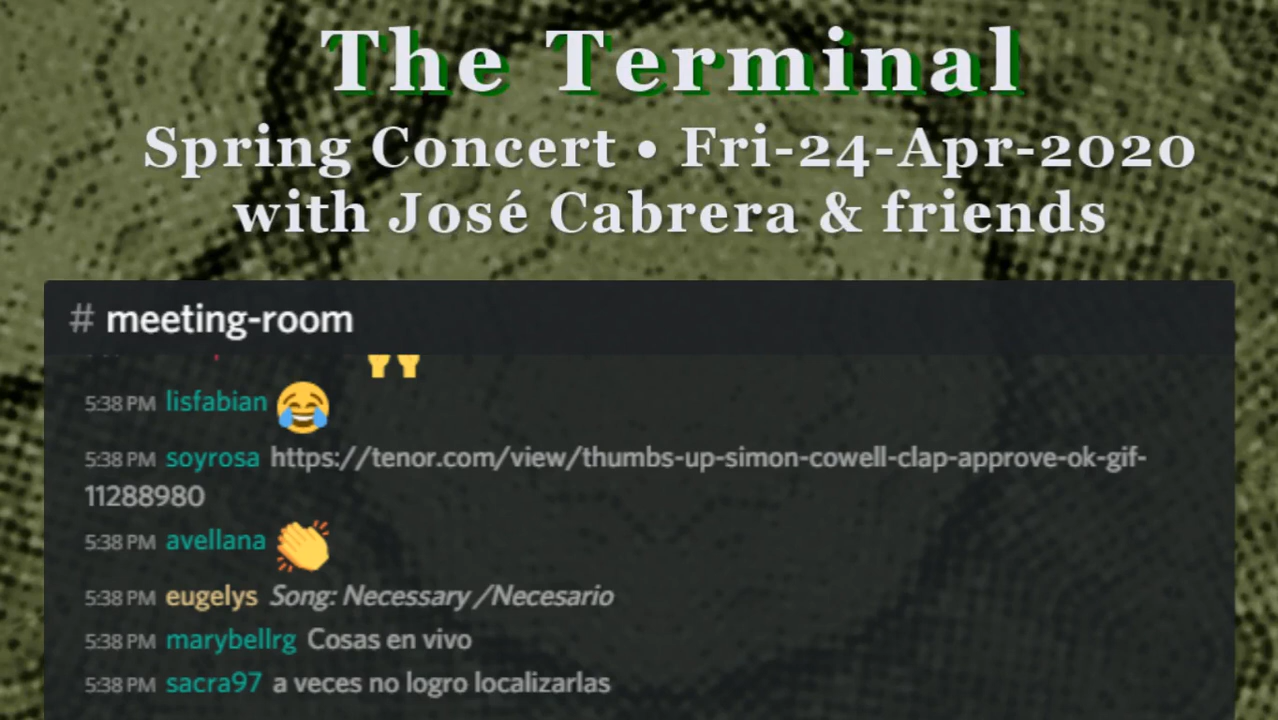 The Terminal
Spring Concert • Fri-24-Apr-2020
with José Cabrera & friends
# meeting-room
5:38 PM lisfabian 😂
5:38 PM soyrosa https://tenor.com/view/thumbs-up-simon-cowell-clap-approve-ok-gif-
11288980
5:38 PM avellana 👏
5:38 PM eugelys Song: Necessary /Necesario
5:38 PM marybellrg Cosas en vivo
5:38 PM sacra97 a veces no logro localizarlas